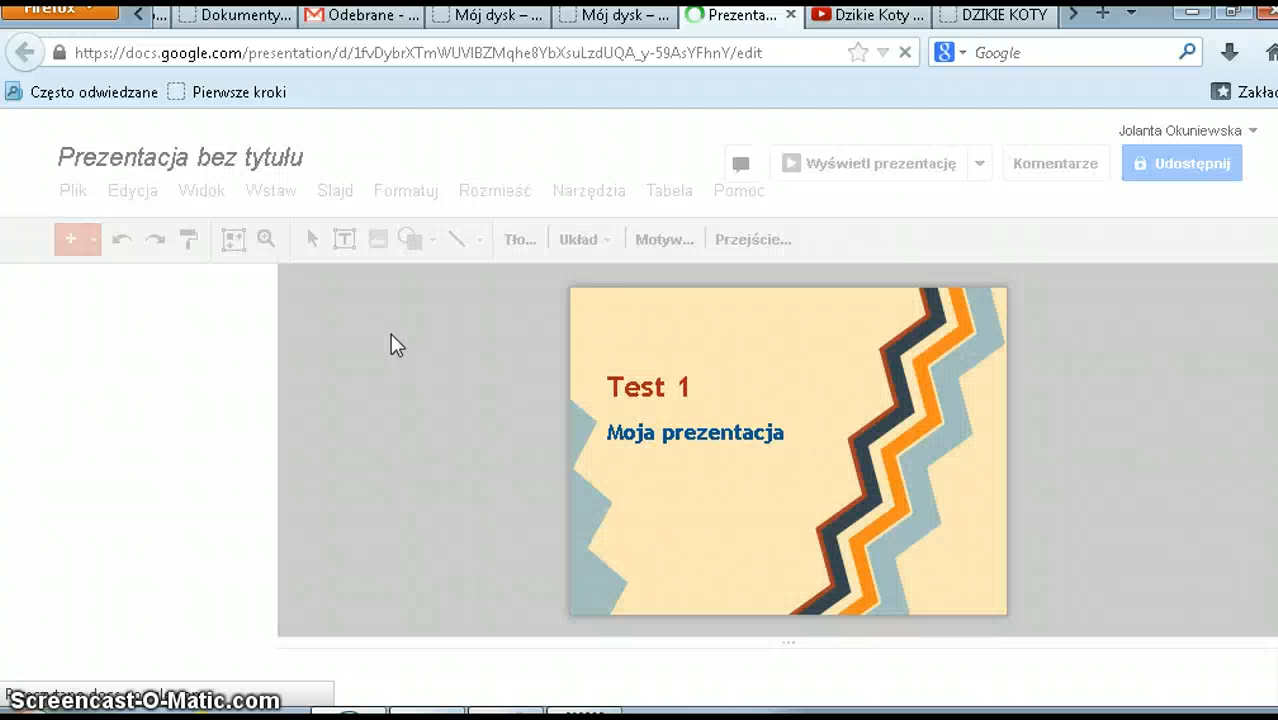 Firefox
... Dokumenty... Odebrane - ... Mój dysk – ... Mój dysk – ... Prezenta... Dzikie Koty ... DZIKIE KOTY
https://docs.google.com/presentation/d/1fvDybrXTmWUVIBZMqhe8YbXsuLzdUQA_y-59AsYFhnY/edit Google
Często odwiedzane Pierwsze kroki Zakład
Jolanta Okuniewska
Prezentacja bez tytułu
Wyświetl prezentację Komentarze Udostępnij
Plik Edycja Widok Wstaw Slajd Formatuj Rozmieść Narzędzia Tabela Pomoc
Tło... Układ Motyw... Przejście...
Test 1
Moja prezentacja
Screencast-O-Matic.com